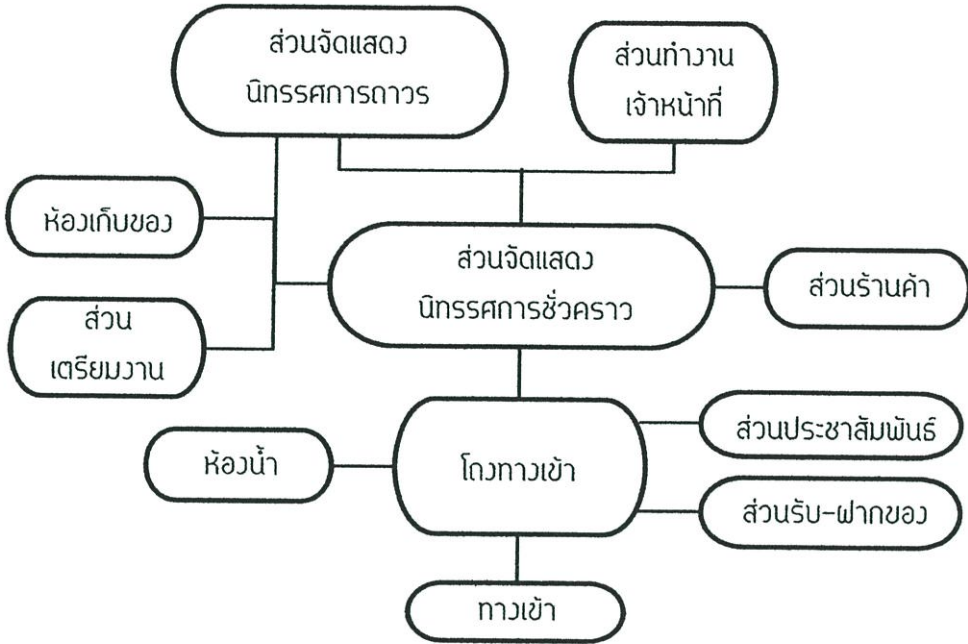 ส่วนจัดแสดง
นิทรรศการถาวร
ส่วนทำงาน
เจ้าหน้าที่
ห้องเก็บของ
ส่วนจัดแสดง
นิทรรศการชั่วคราว
ส่วนร้านค้า
ส่วน
เตรียมงาน
ส่วนประชาสัมพันธ์
ห้องน้ำ
โถงทางเข้า
ส่วนรับ-ฝากของ
ทางเข้า